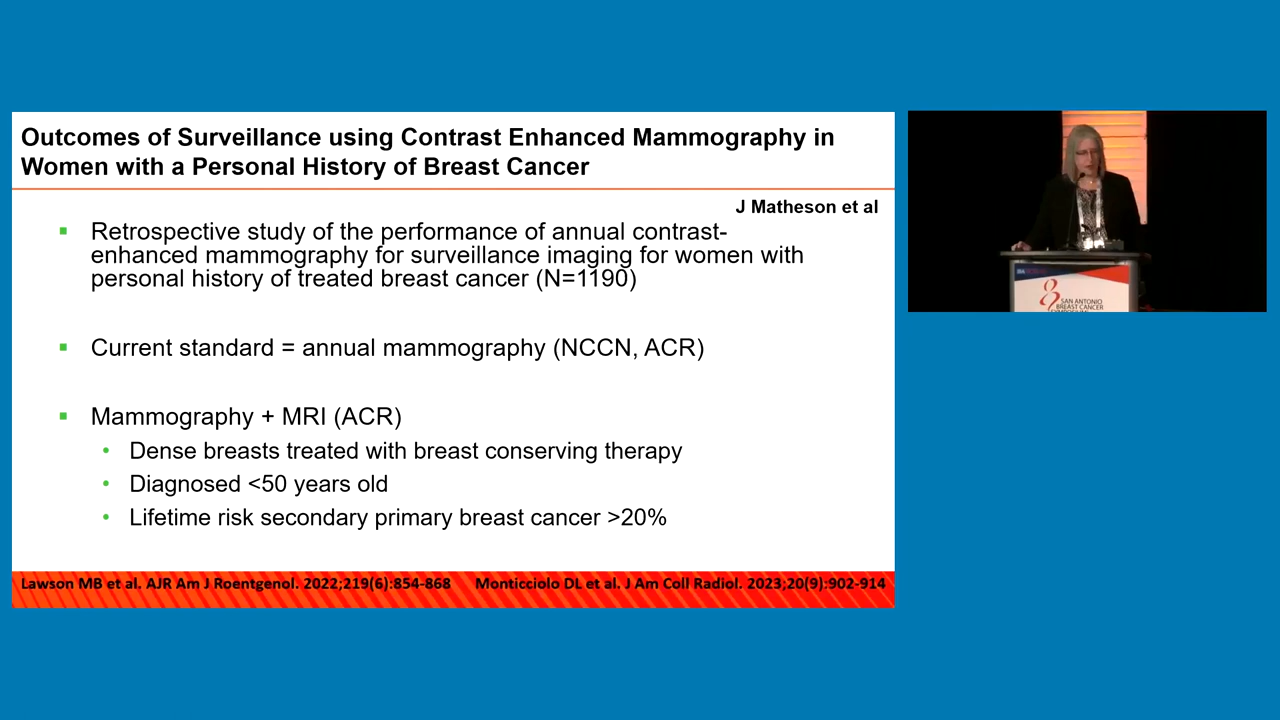 Outcomes of Surveillance using Contrast Enhanced Mammography in
Women with a Personal History of Breast Cancer
J Matheson et al
▪ Retrospective study of the performance of annual contrast-
enhanced mammography for surveillance imaging for women with
personal history of treated breast cancer (N=1190)
▪ Current standard = annual mammography (NCCN, ACR)
▪ Mammography + MRI (ACR)
• Dense breasts treated with breast conserving therapy
• Diagnosed <50 years old
• Lifetime risk secondary primary breast cancer >20%
Lawson MB et al. AJR Am J Roentgenol. 2022;219(6):854-868 Monticciolo DL et al. J Am Coll Radiol. 2023;20(9):902-914
SAN ANTONIO
BREAST CANCER
SYMPOSIUM